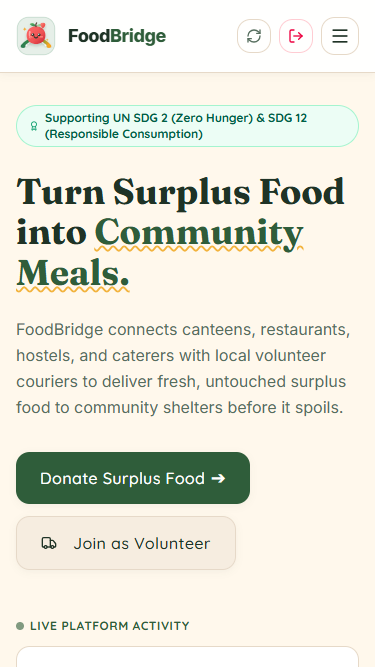 FoodBridge
Supporting UN SDG 2 (Zero Hunger) & SDG 12
(Responsible Consumption)
Turn Surplus Food
into Community
Meals.
FoodBridge connects canteens, restaurants,
hostels, and caterers with local volunteer
couriers to deliver fresh, untouched surplus
food to community shelters before it spoils.
Donate Surplus Food ➔
Join as Volunteer
LIVE PLATFORM ACTIVITY